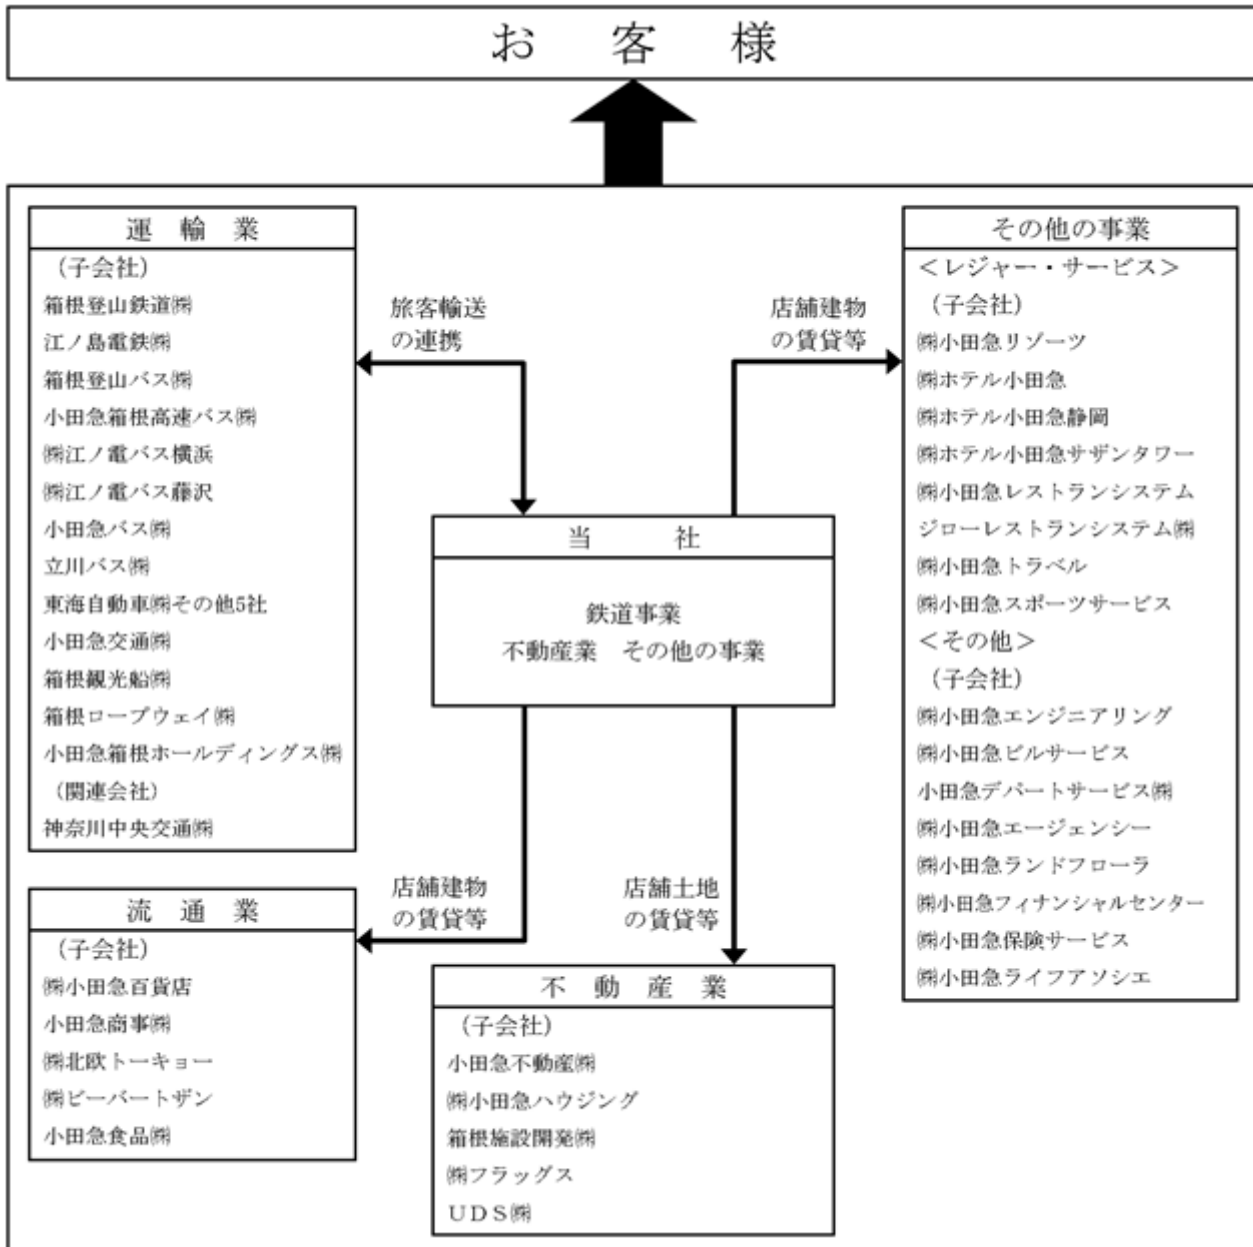 お客様
運輸業
(子会社)
箱根登山鉄道㈱
江ノ島電鉄㈱
箱根登山バス㈱
小田急箱根高速バス㈱
㈱江ノ電バス横浜
㈱江ノ電バス藤沢
小田急バス㈱
立川バス㈱
東海自動車㈱その他5社
小田急交通㈱
箱根観光船㈱
箱根ロープウェイ㈱
小田急箱根ホールディングス㈱
(関連会社)
神奈川中央交通㈱
旅客輸送
の連携
店舗建物
の賃貸等
その他の事業
<レジャー・サービス>
(子会社)
㈱小田急リゾーツ
㈱ホテル小田急
㈱ホテル小田急静岡
㈱ホテル小田急サザンタワー
㈱小田急レストランシステム
ジローレストランシステム㈱
㈱小田急トラベル
㈱小田急スポーツサービス
<その他>
(子会社)
㈱小田急エンジニアリング
㈱小田急ビルサービス
小田急デパートサービス㈱
㈱小田急エージェンシー
㈱小田急ランドフローラ
㈱小田急フィナンシャルセンター
㈱小田急保険サービス
㈱小田急ライフアソシエ
当社
鉄道事業
不動産業 その他の事業
店舗建物
の賃貸等
店舗土地
の賃貸等
流通業
(子会社)
㈱小田急百貨店
小田急商事㈱
㈱北欧トーキョー
㈱ビーバートザン
小田急食品㈱
不動産業
(子会社)
小田急不動産㈱
㈱小田急ハウジング
箱根施設開発㈱
㈱フラッグス
UDS㈱